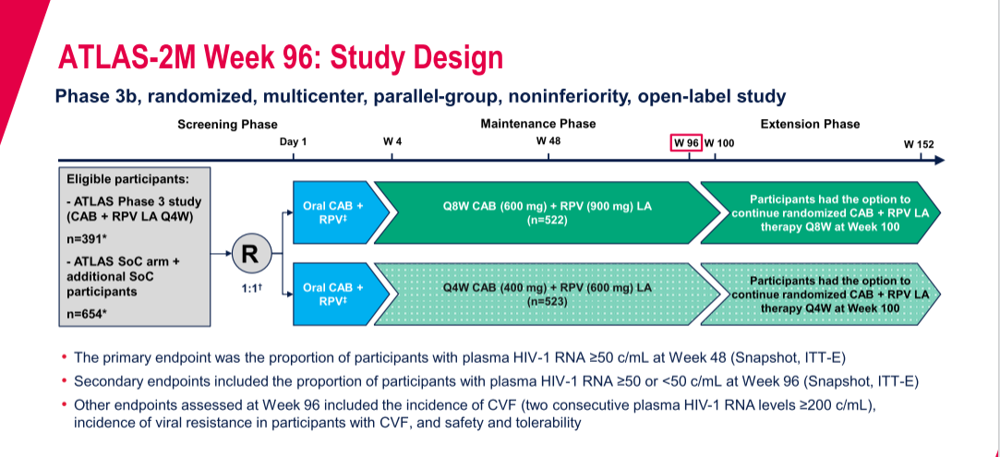 ATLAS-2M Week 96: Study Design
Phase 3b, randomized, multicenter, parallel-group, noninferiority, open-label study
Screening Phase
Maintenance Phase
Extension Phase
Day 1
W 4
W 48
W 96
W 100
W 152
Eligible participants:
- ATLAS Phase 3 study
(CAB + RPV LA Q4W)
n=391*
- ATLAS SoC arm +
additional SoC
participants
n=654*
R
1:1†
Oral CAB +
RPV‡
Q8W CAB (600 mg) + RPV (900 mg) LA
(n=522)
Participants had the option to
continue randomized CAB + RPV LA
therapy Q8W at Week 100
Oral CAB +
RPV‡
Q4W CAB (400 mg) + RPV (600 mg) LA
(n=523)
Participants had the option to
continue randomized CAB + RPV LA
therapy Q4W at Week 100
• The primary endpoint was the proportion of participants with plasma HIV-1 RNA ≥50 c/mL at Week 48 (Snapshot, ITT-E)
• Secondary endpoints included the proportion of participants with plasma HIV-1 RNA ≥50 or <50 c/mL at Week 96 (Snapshot, ITT-E)
• Other endpoints assessed at Week 96 included the incidence of CVF (two consecutive plasma HIV-1 RNA levels ≥200 c/mL),
incidence of viral resistance in participants with CVF, and safety and tolerability